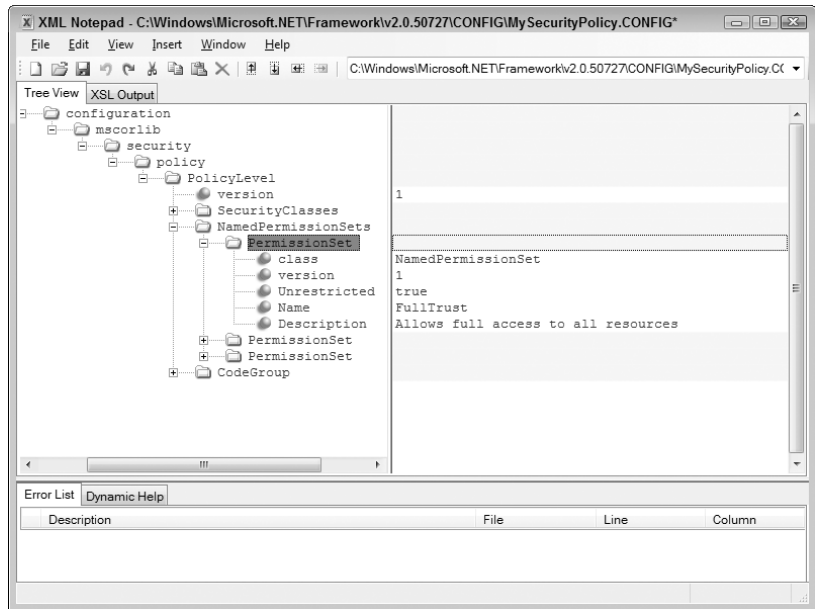 XML Notepad - C:\Windows\Microsoft.NET\Framework\v2.0.50727\CONFIG\MySecurityPolicy.CONFIG*
File Edit View Insert Window Help
C:\Windows\Microsoft.NET\Framework\v2.0.50727\CONFIG\MySecurityPolicy.C(
Tree View XSL Output
configuration
mscorlib
security
policy
PolicyLevel
version 1
SecurityClasses
NamedPermissionSets
PermissionSet
class NamedPermissionSet
version 1
Unrestricted true
Name FullTrust
Description Allows full access to all resources
PermissionSet
PermissionSet
CodeGroup
Error List Dynamic Help
Description File Line Column